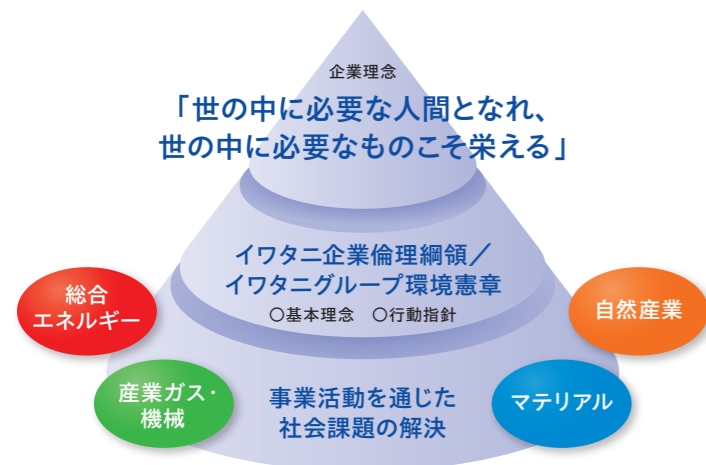 企業理念
「世の中に必要な人間となれ、
世の中に必要なものこそ栄える」
イワタニ企業倫理綱領／
イワタニグループ環境憲章
〇基本理念　〇行動指針
総合
エネルギー
自然産業
産業ガス・
機械
事業活動を通じた
社会課題の解決
マテリアル